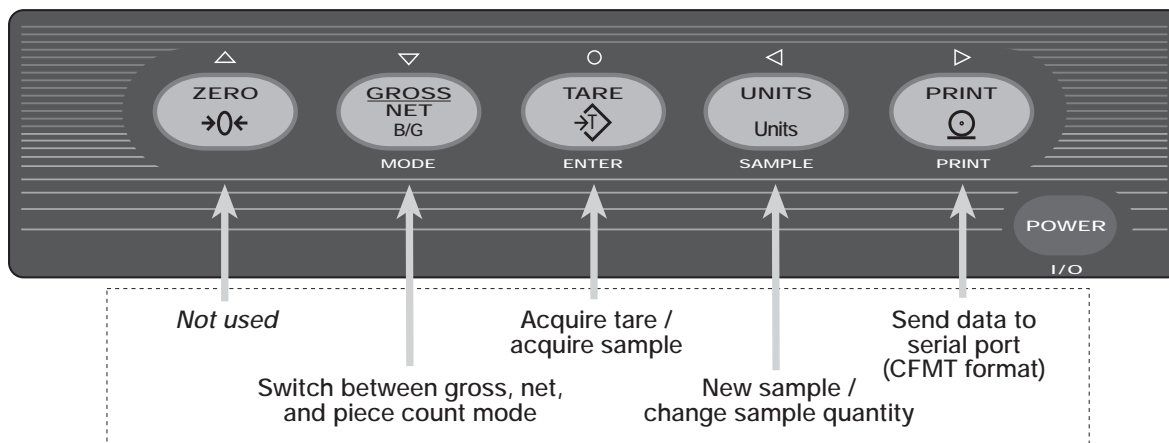 ZERO
→0←
GROSS
NET
B/G
TARE
→T←
UNITS
Units
PRINT
MODE
ENTER
SAMPLE
PRINT
POWER
I/O
Not used
Acquire tare /
acquire sample
Send data to
serial port
(CFMT format)
Switch between gross, net,
and piece count mode
New sample /
change sample quantity